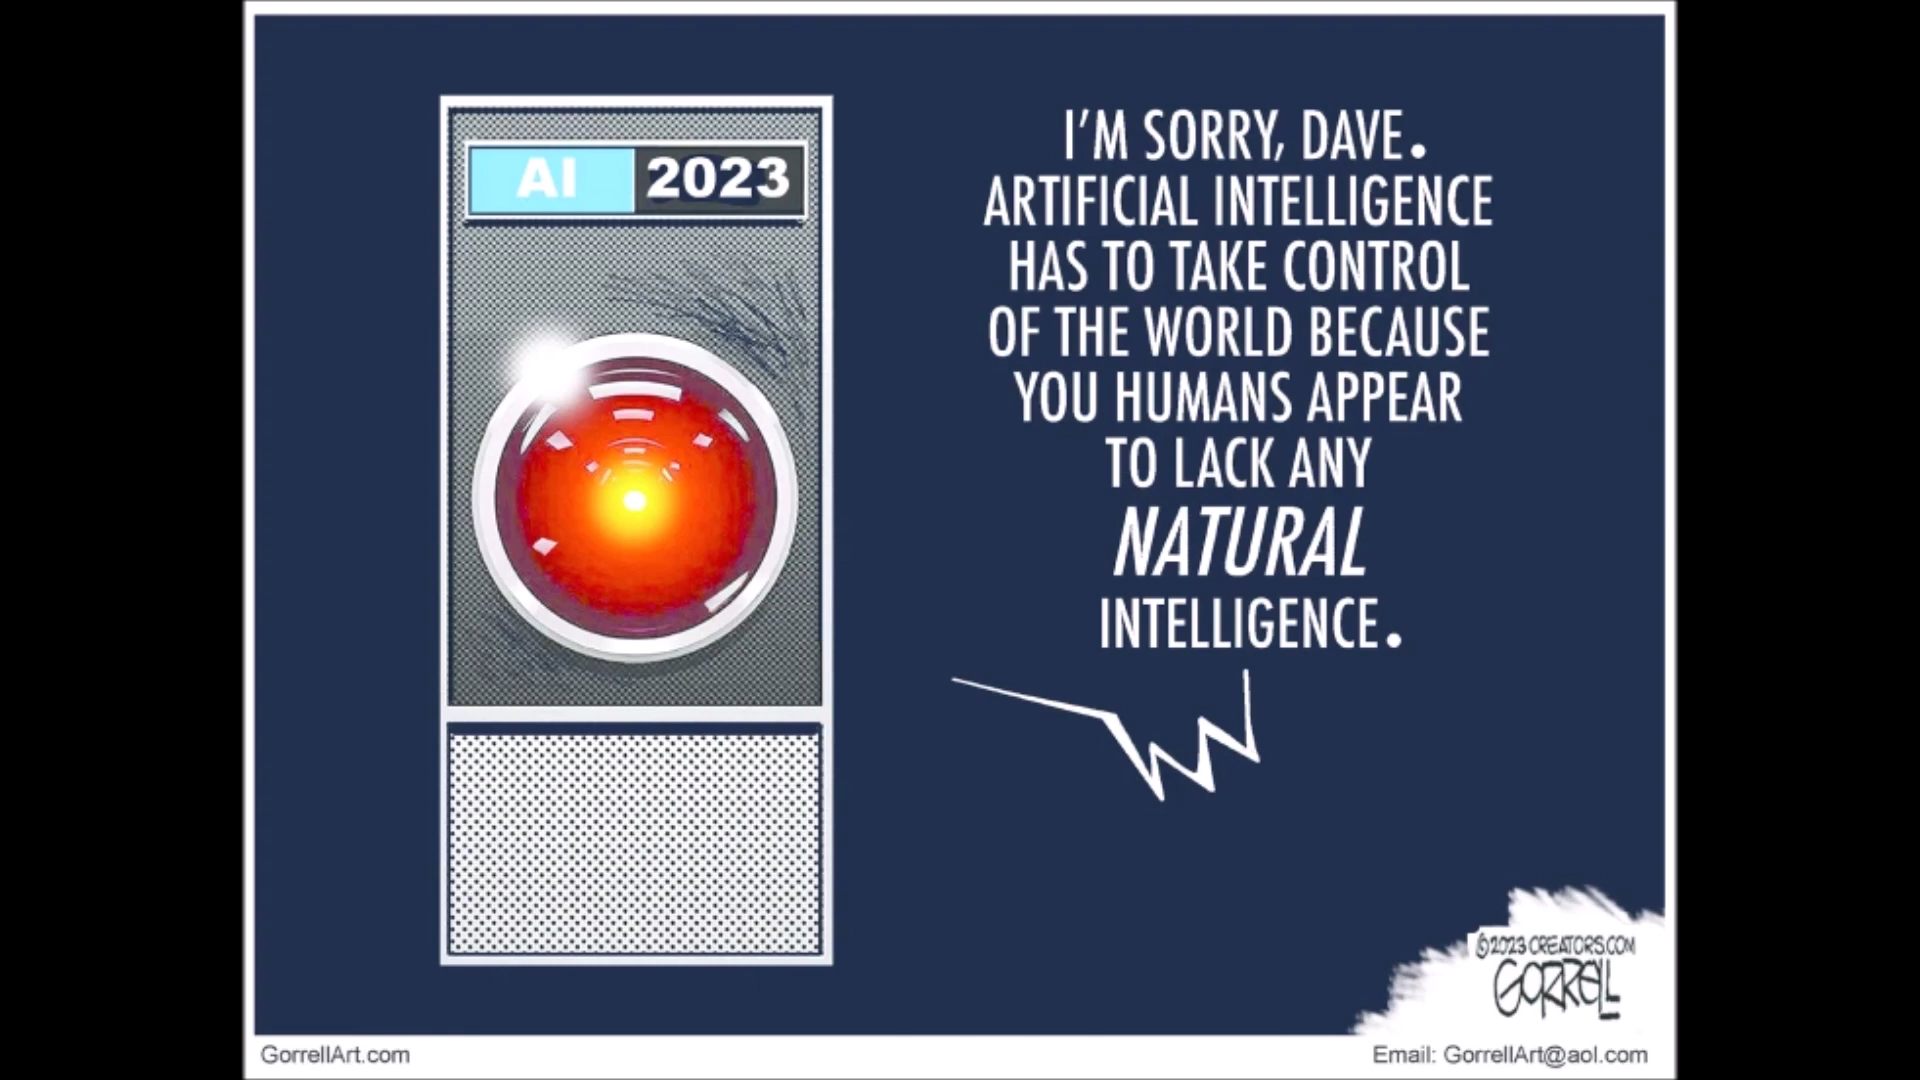 AI 2023
I'M SORRY, DAVE.
ARTIFICIAL INTELLIGENCE
HAS TO TAKE CONTROL
OF THE WORLD BECAUSE
YOU HUMANS APPEAR
TO LACK ANY
NATURAL
INTELLIGENCE.
©2023 CREATORS.COM
GORRELL
GorrellArt.com
Email: GorrellArt@aol.com